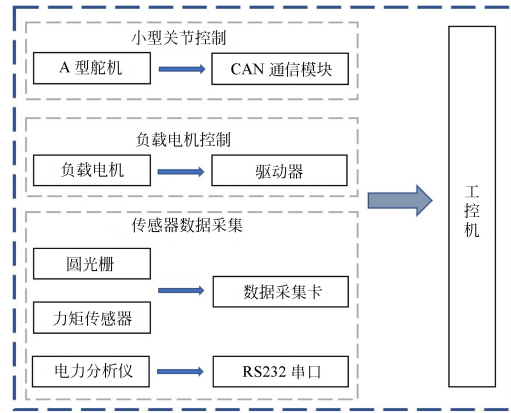 小型关节控制
A 型舵机
CAN 通信模块
负载电机控制
负载电机
驱动器
传感器数据采集
圆光栅
数据采集卡
力矩传感器
电力分析仪
RS232 串口
工控机